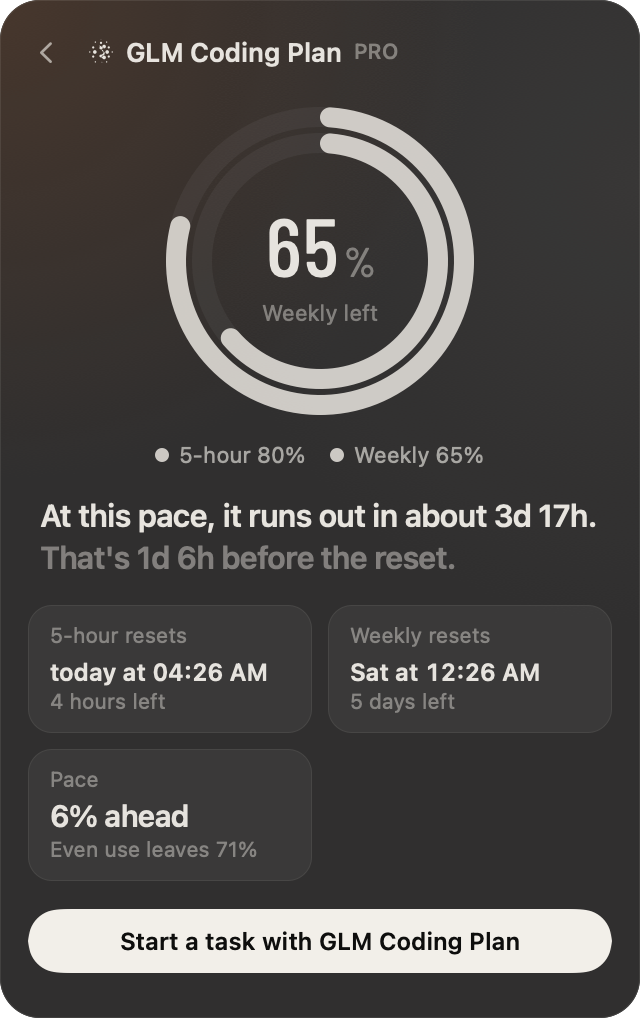 GLM Coding Plan PRO
65 %
Weekly left
5-hour 80% Weekly 65%
At this pace, it runs out in about 3d 17h.
That's 1d 6h before the reset.
5-hour resets
today at 04:26 AM
4 hours left
Weekly resets
Sat at 12:26 AM
5 days left
Pace
6% ahead
Even use leaves 71%
Start a task with GLM Coding Plan